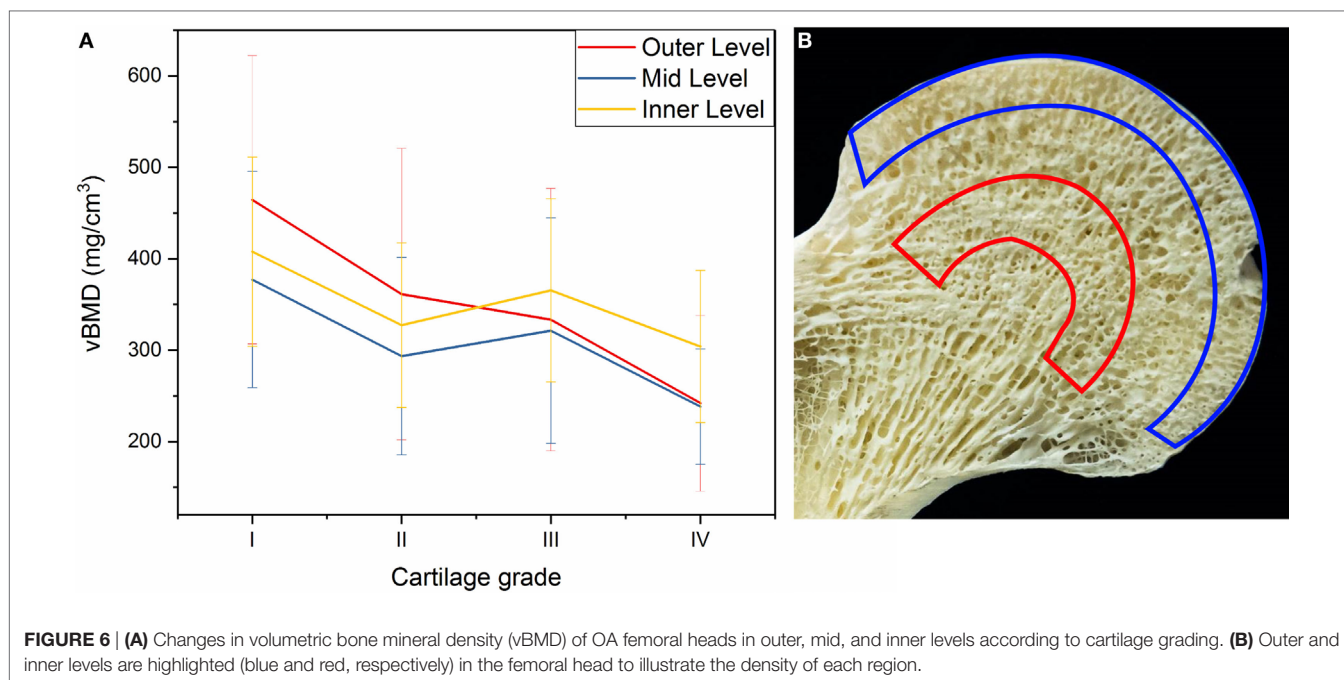 A
Outer Level
Mid Level
Inner Level
600
500
400
300
200
vBMD (mg/cm³)
I II III IV
Cartilage grade
B
FIGURE 6 | (A) Changes in volumetric bone mineral density (vBMD) of OA femoral heads in outer, mid, and inner levels according to cartilage grading. (B) Outer and
inner levels are highlighted (blue and red, respectively) in the femoral head to illustrate the density of each region.